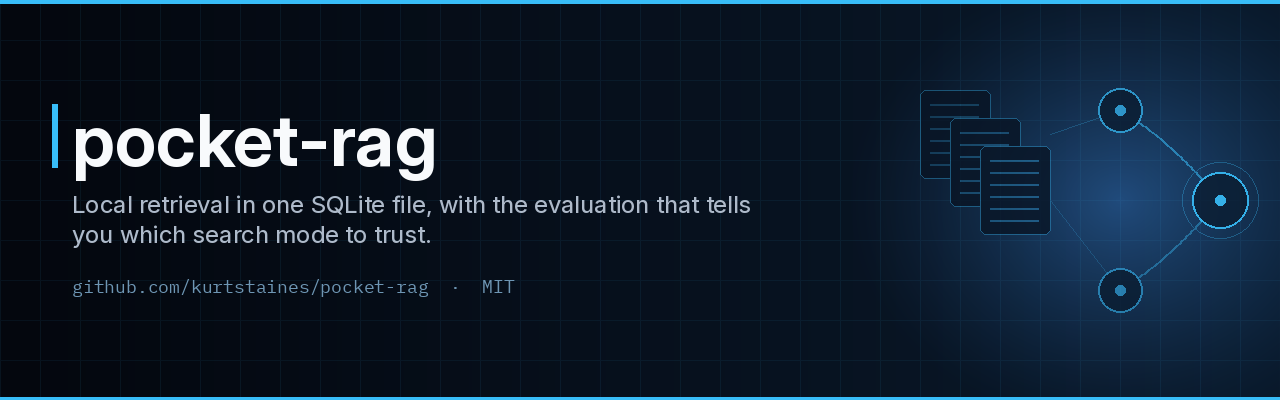 pocket-rag
Local retrieval in one SQLite file, with the evaluation that tells
you which search mode to trust.
github.com/kurtstaines/pocket-rag · MIT